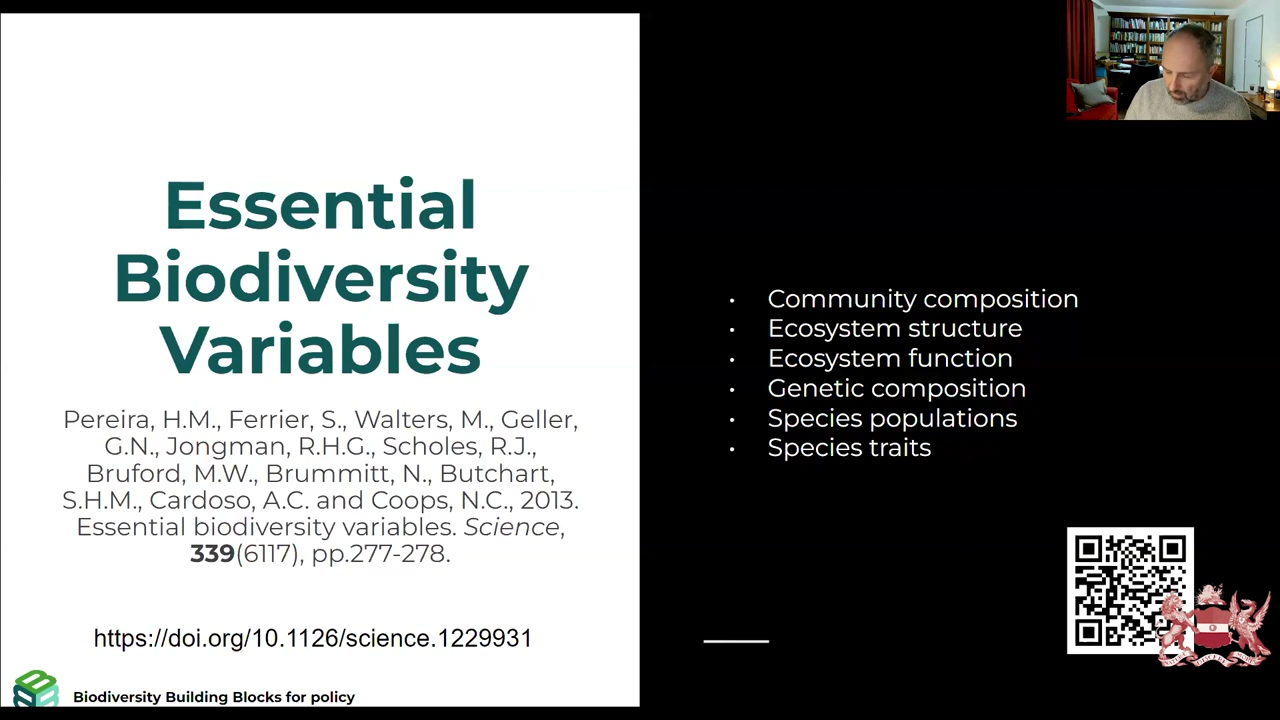 Essential
Biodiversity
Variables
Pereira, H.M., Ferrier, S., Walters, M., Geller,
G.N., Jongman, R.H.G., Scholes, R.J.,
Bruford, M.W., Brummitt, N., Butchart,
S.H.M., Cardoso, A.C. and Coops, N.C., 2013.
Essential biodiversity variables. Science,
339(6117), pp.277-278.
https://doi.org/10.1126/science.1229931
Biodiversity Building Blocks for policy
• Community composition
• Ecosystem structure
• Ecosystem function
• Genetic composition
• Species populations
• Species traits